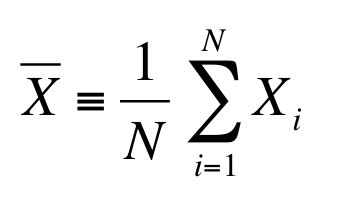 X̅ ≡ 1/N ∑_{i=1}^{N} X_i